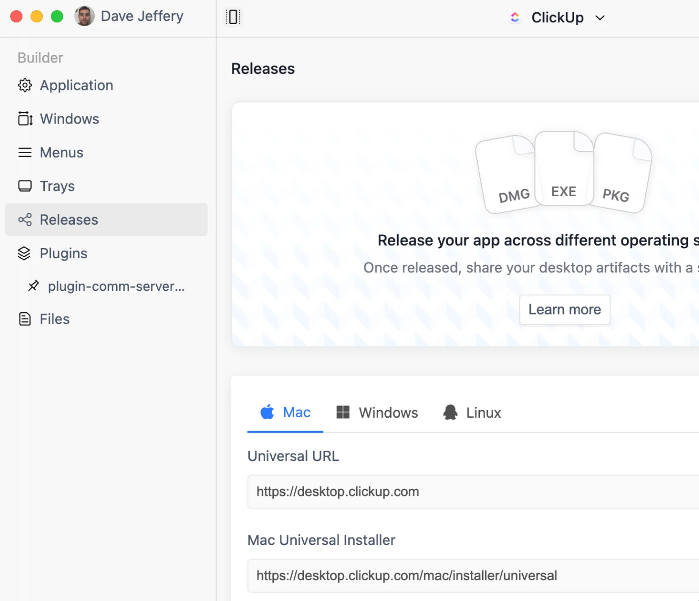 Dave Jeffery
ClickUp
Builder
Application
Windows
Menus
Trays
Releases
Plugins
plugin-comm-server...
Files
Releases
DMG
EXE
PKG
Release your app across different operating s
Once released, share your desktop artifacts with a s
Learn more
Mac
Windows
Linux
Universal URL
https://desktop.clickup.com
Mac Universal Installer
https://desktop.clickup.com/mac/installer/universal